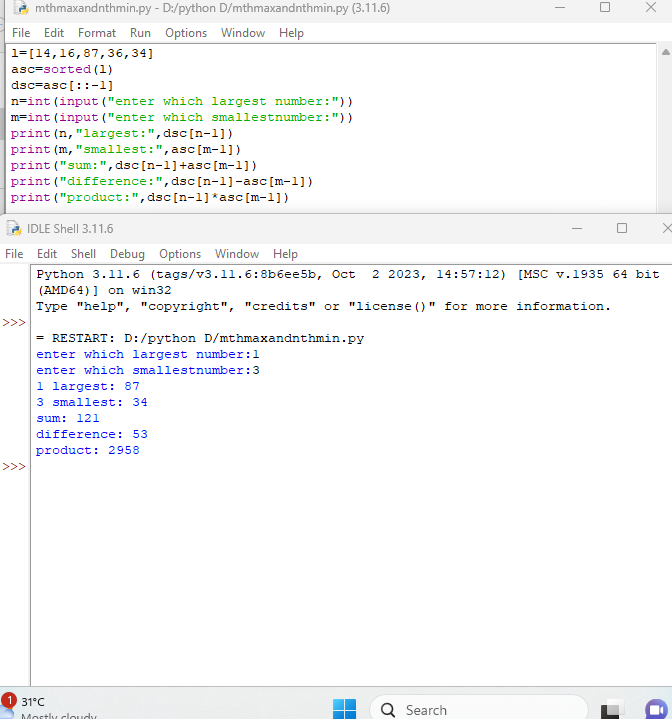 mthmaxandnthmin.py - D:/python D/mthmaxandnthmin.py (3.11.6)
File Edit Format Run Options Window Help
l=[14,16,87,36,34]
asc=sorted(l)
dsc=asc[::-1]
n=int(input("enter which largest number:"))
m=int(input("enter which smallestnumber:"))
print(n,"largest:",dsc[n-1])
print(m,"smallest:",asc[m-1])
print("sum:",dsc[n-1]+asc[m-1])
print("difference:",dsc[n-1]-asc[m-1])
print("product:",dsc[n-1]*asc[m-1])
IDLE Shell 3.11.6
File Edit Shell Debug Options Window Help
Python 3.11.6 (tags/v3.11.6:8b6ee5b, Oct  2 2023, 14:57:12) [MSC v.1935 64 bit
(AMD64)] on win32
Type "help", "copyright", "credits" or "license()" for more information.
>>>
= RESTART: D:/python D/mthmaxandnthmin.py
enter which largest number:1
enter which smallestnumber:3
1 largest: 87
3 smallest: 34
sum: 121
difference: 53
product: 2958
>>>
1
31°C
Mostly cloudy
Search